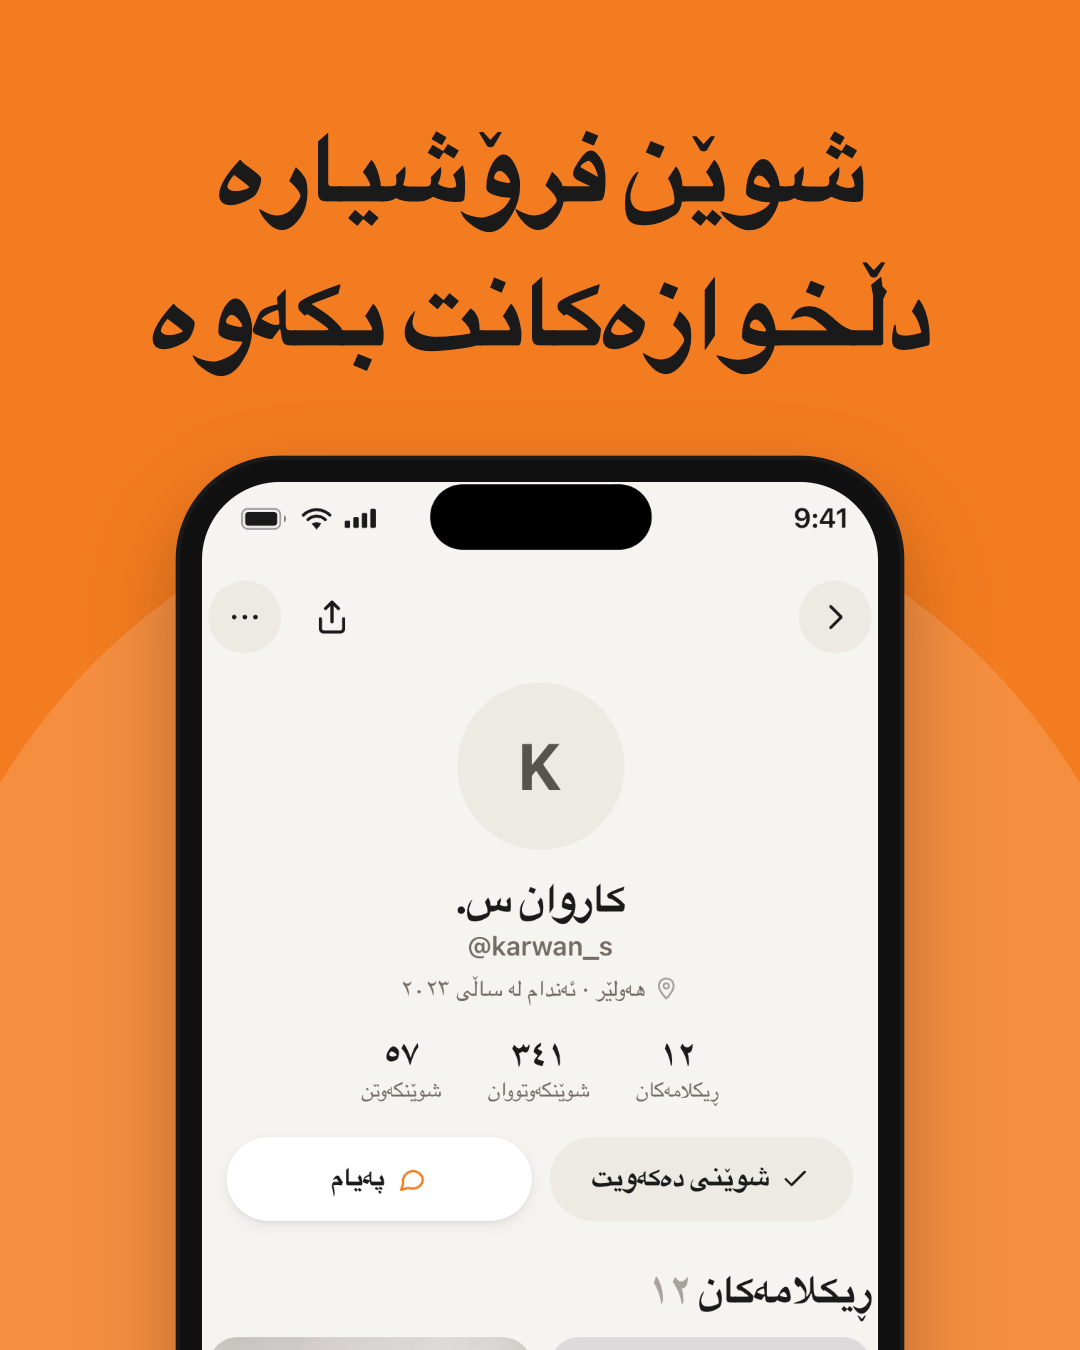 شوێن فرۆشیارە
دڵخوازەکانت بکەوە
9:41
K
کاروان س.
@karwan_s
هەولێر · ئەندام لە ساڵی ٢٠٢٣
١٢ ٣٤١ ٥٧
ڕیکلامەکان شوێنکەوتووان شوێنکەوتن
شوێنی دەکەویت پەیام
ڕیکلامەکان ١٢